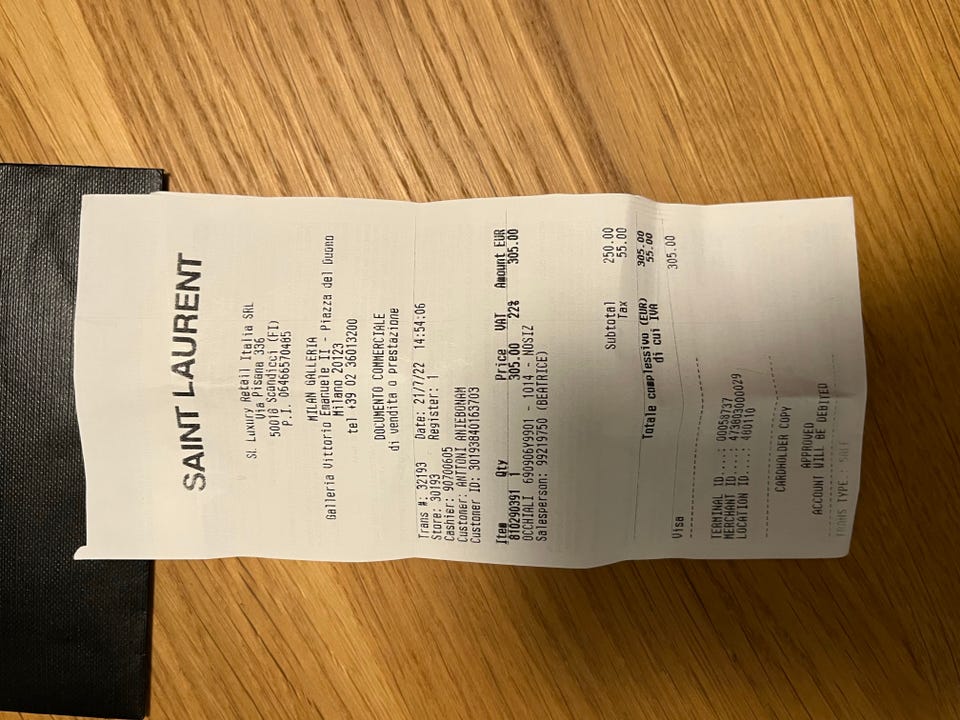 SAINT LAURENT
SL Luxury Retail Italia SRL
Via Pisana 336
50018 Scandicci (FI)
P.I. 06466570485
MILAN GALLERIA
Galleria Vittorio Emanuele II - Piazza del Duomo
Milano 20123
tel +39 02 36013200
DOCUMENTO COMMERCIALE
di vendita o prestazione
Trans #: 32193 Date: 21/7/22 14:54:06
Store: 30193 Register: 1
Cashier: 90700605
Customer: ANTTONI ANIEBONAM
Customer ID: 30193840163703
Item Qty Price VAT Amount EUR
810290391 1 305.00 22% 305.00
OCCHIALI 690906Y9901 - 1014 - NOSIZ
Salesperson: 99219750 (BEATRICE)
Subtotal 250.00
Tax 55.00
Totale complessivo (EUR) 305.00
di cui IVA 55.00
Visa 305.00
TERMINAL ID....: 00058737
MERCHANT ID....: 4738030000029
LOCATION ID....: 480110
CARDHOLDER COPY
APPROVED
ACCOUNT WILL BE DEBITED
TRANS TYPE: SALE